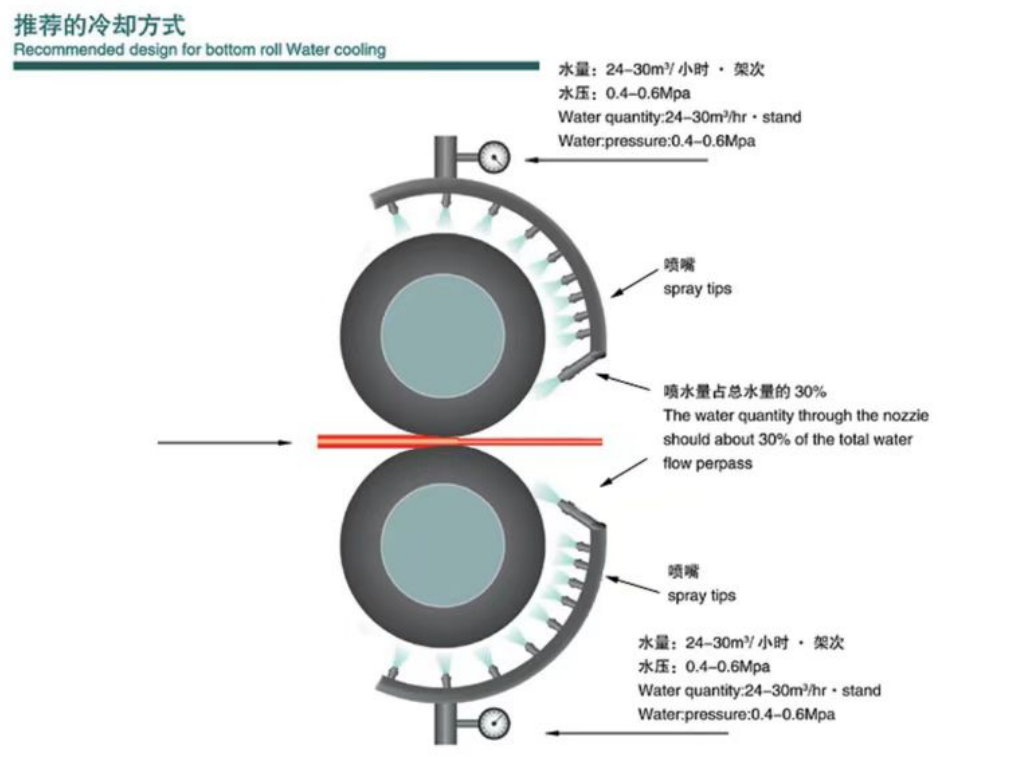 推荐的冷却方式
Recommended design for bottom roll Water cooling
水量：24-30m³/ 小时 · 架次
水压：0.4-0.6Mpa
Water quantity:24-30m³/hr · stand
Water:pressure:0.4-0.6Mpa
喷嘴
spray tips
喷水量占总水量的 30%
The water quantity through the nozzle
should about 30% of the total water
flow perpass
喷嘴
spray tips
水量：24-30m³/ 小时 · 架次
水压：0.4-0.6Mpa
Water quantity:24-30m³/hr · stand
Water:pressure:0.4-0.6Mpa